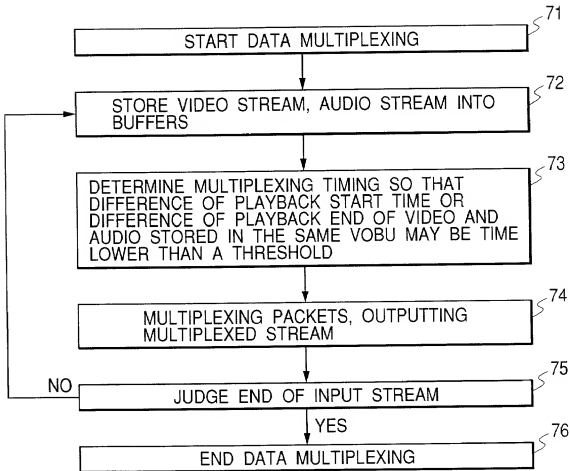 71
START DATA MULTIPLEXING
72
STORE VIDEO STREAM, AUDIO STREAM INTO
BUFFERS
73
DETERMINE MULTIPLEXING TIMING SO THAT
DIFFERENCE OF PLAYBACK START TIME OR
DIFFERENCE OF PLAYBACK END OF VIDEO AND
AUDIO STORED IN THE SAME VOBU MAY BE TIME
LOWER THAN A THRESHOLD
74
MULTIPLEXING PACKETS, OUTPUTTING
MULTIPLEXED STREAM
75
NO
JUDGE END OF INPUT STREAM
YES
76
END DATA MULTIPLEXING